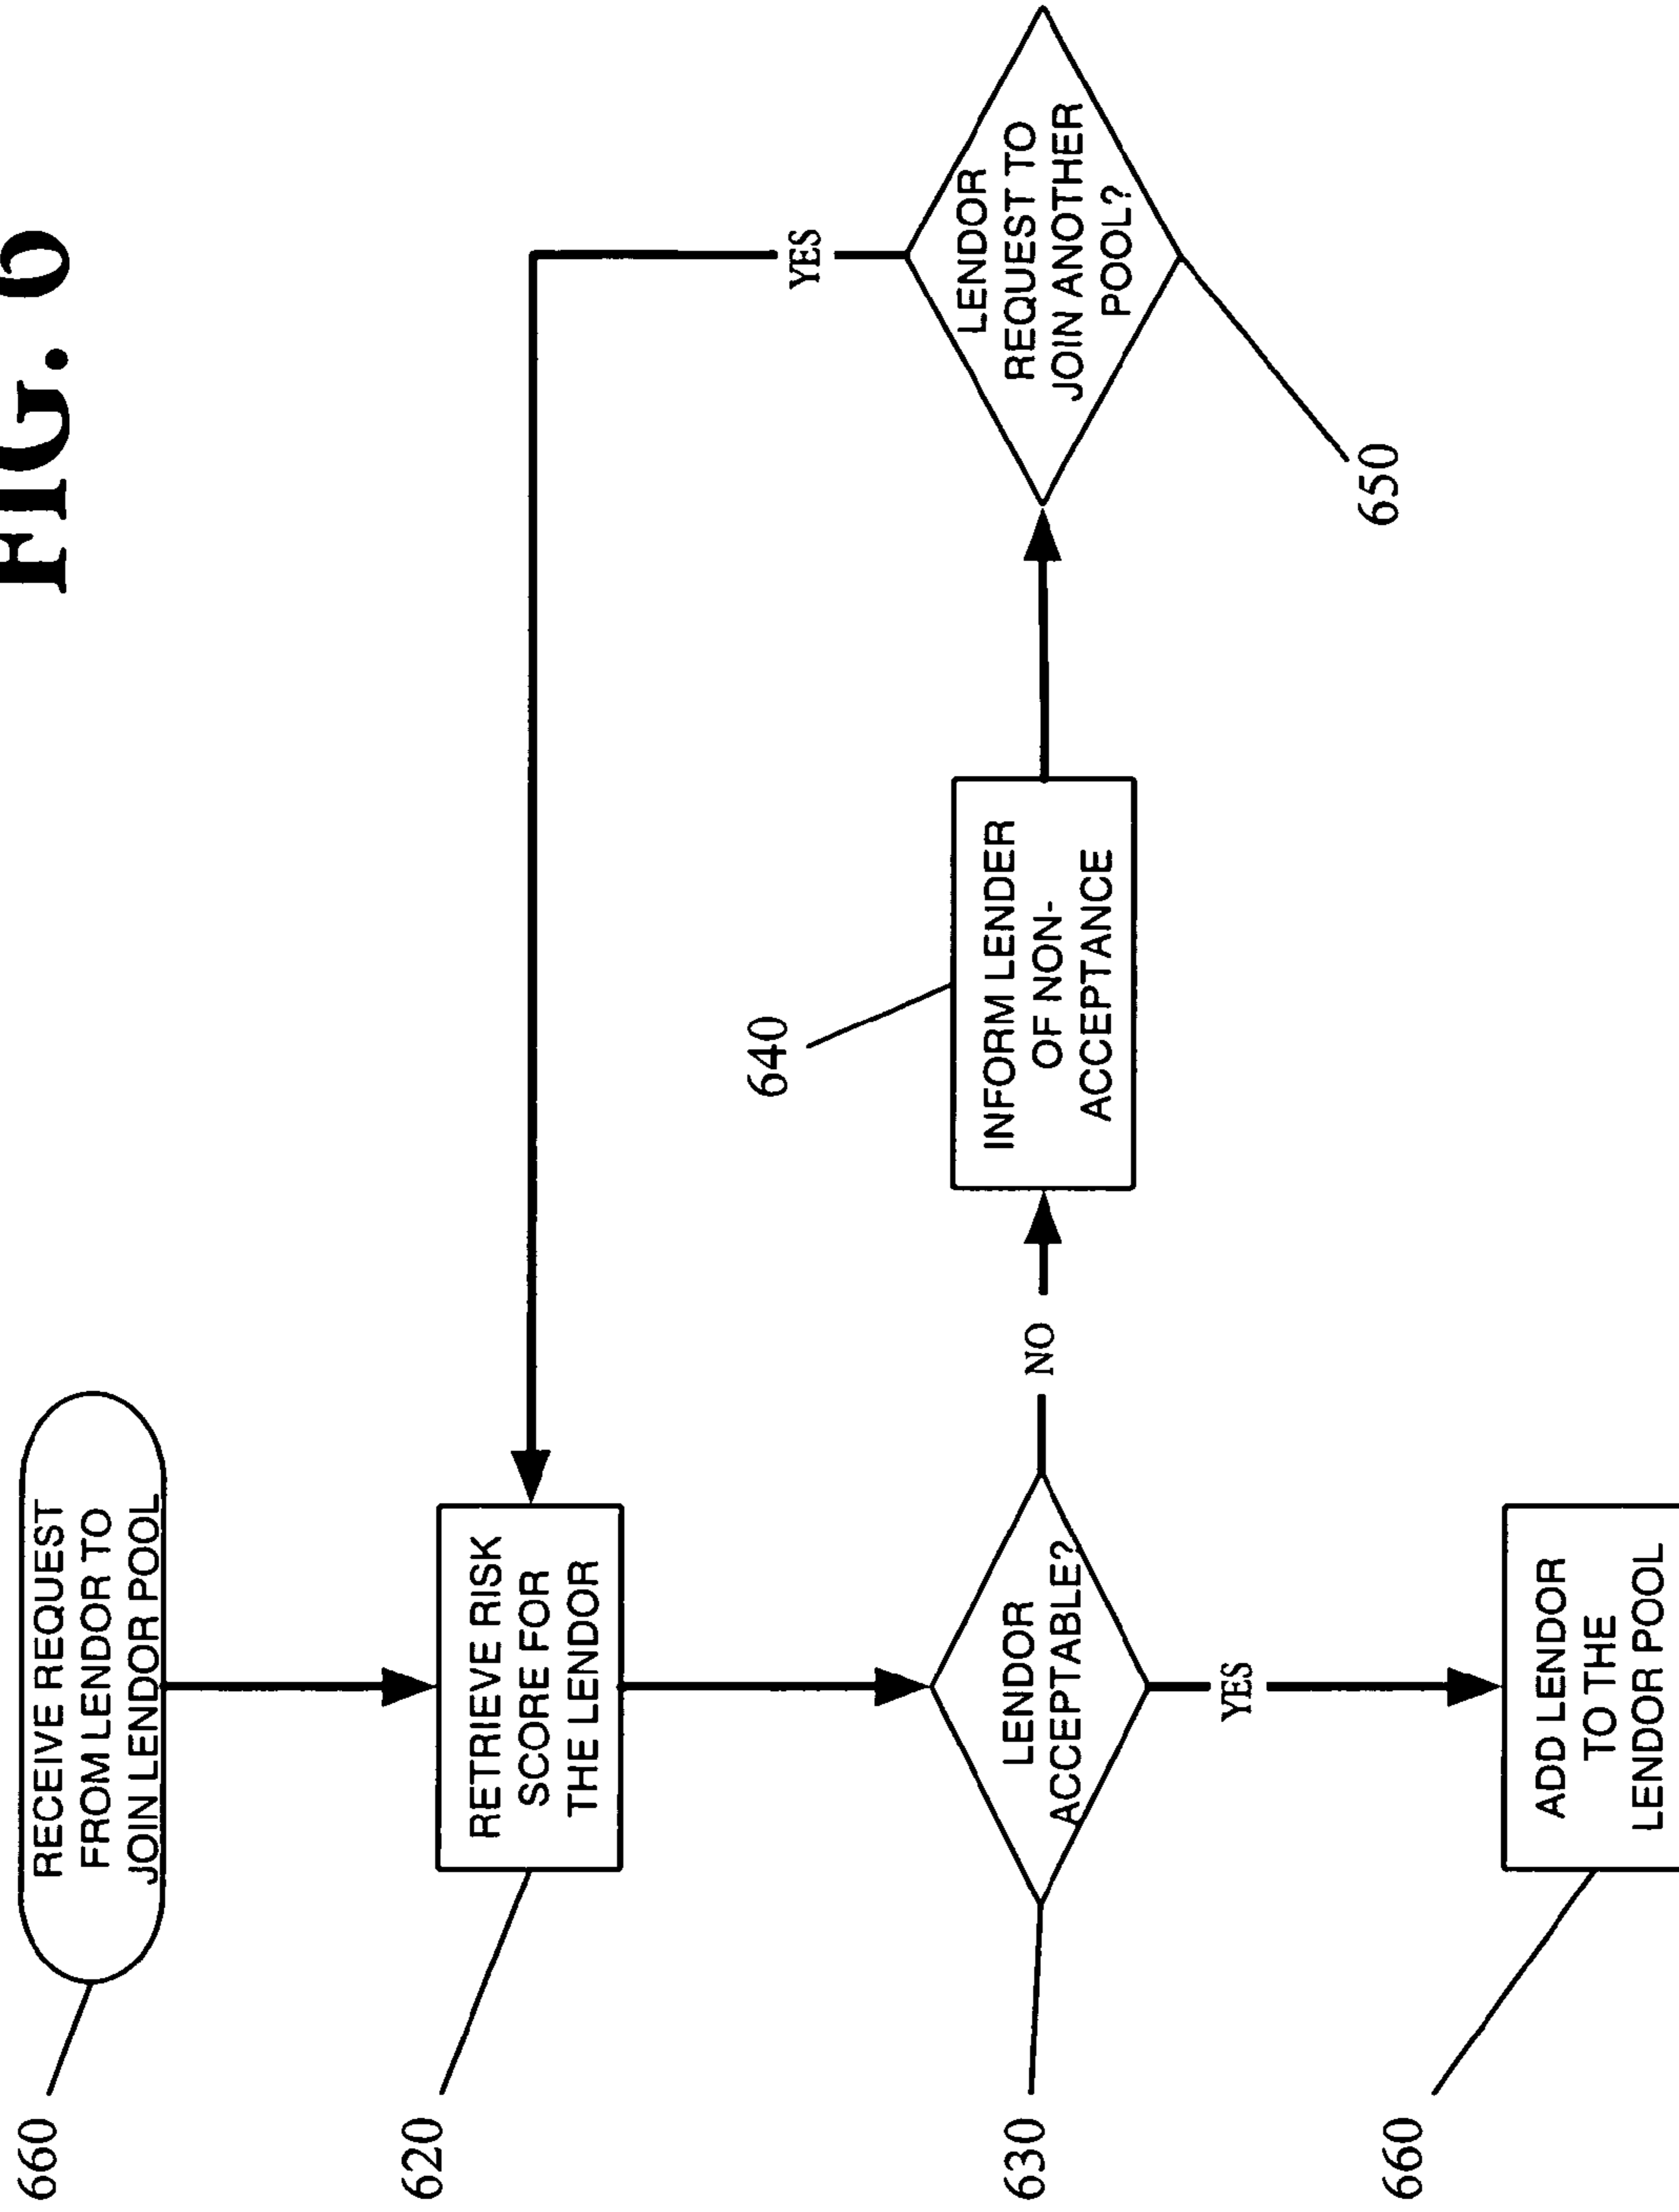 FIG. 6
660
RECEIVE REQUEST
FROM LENDOR TO
JOIN LENDOR POOL
620
RETRIEVE RISK
SCORE FOR
THE LENDOR
630
LENDOR
ACCEPTABLE?
NO
640
INFORM LENDER
OF NON-
ACCEPTANCE
YES
LENDOR
REQUEST TO
JOIN ANOTHER
POOL?
650
YES
660
ADD LENDOR
TO THE
LENDOR POOL